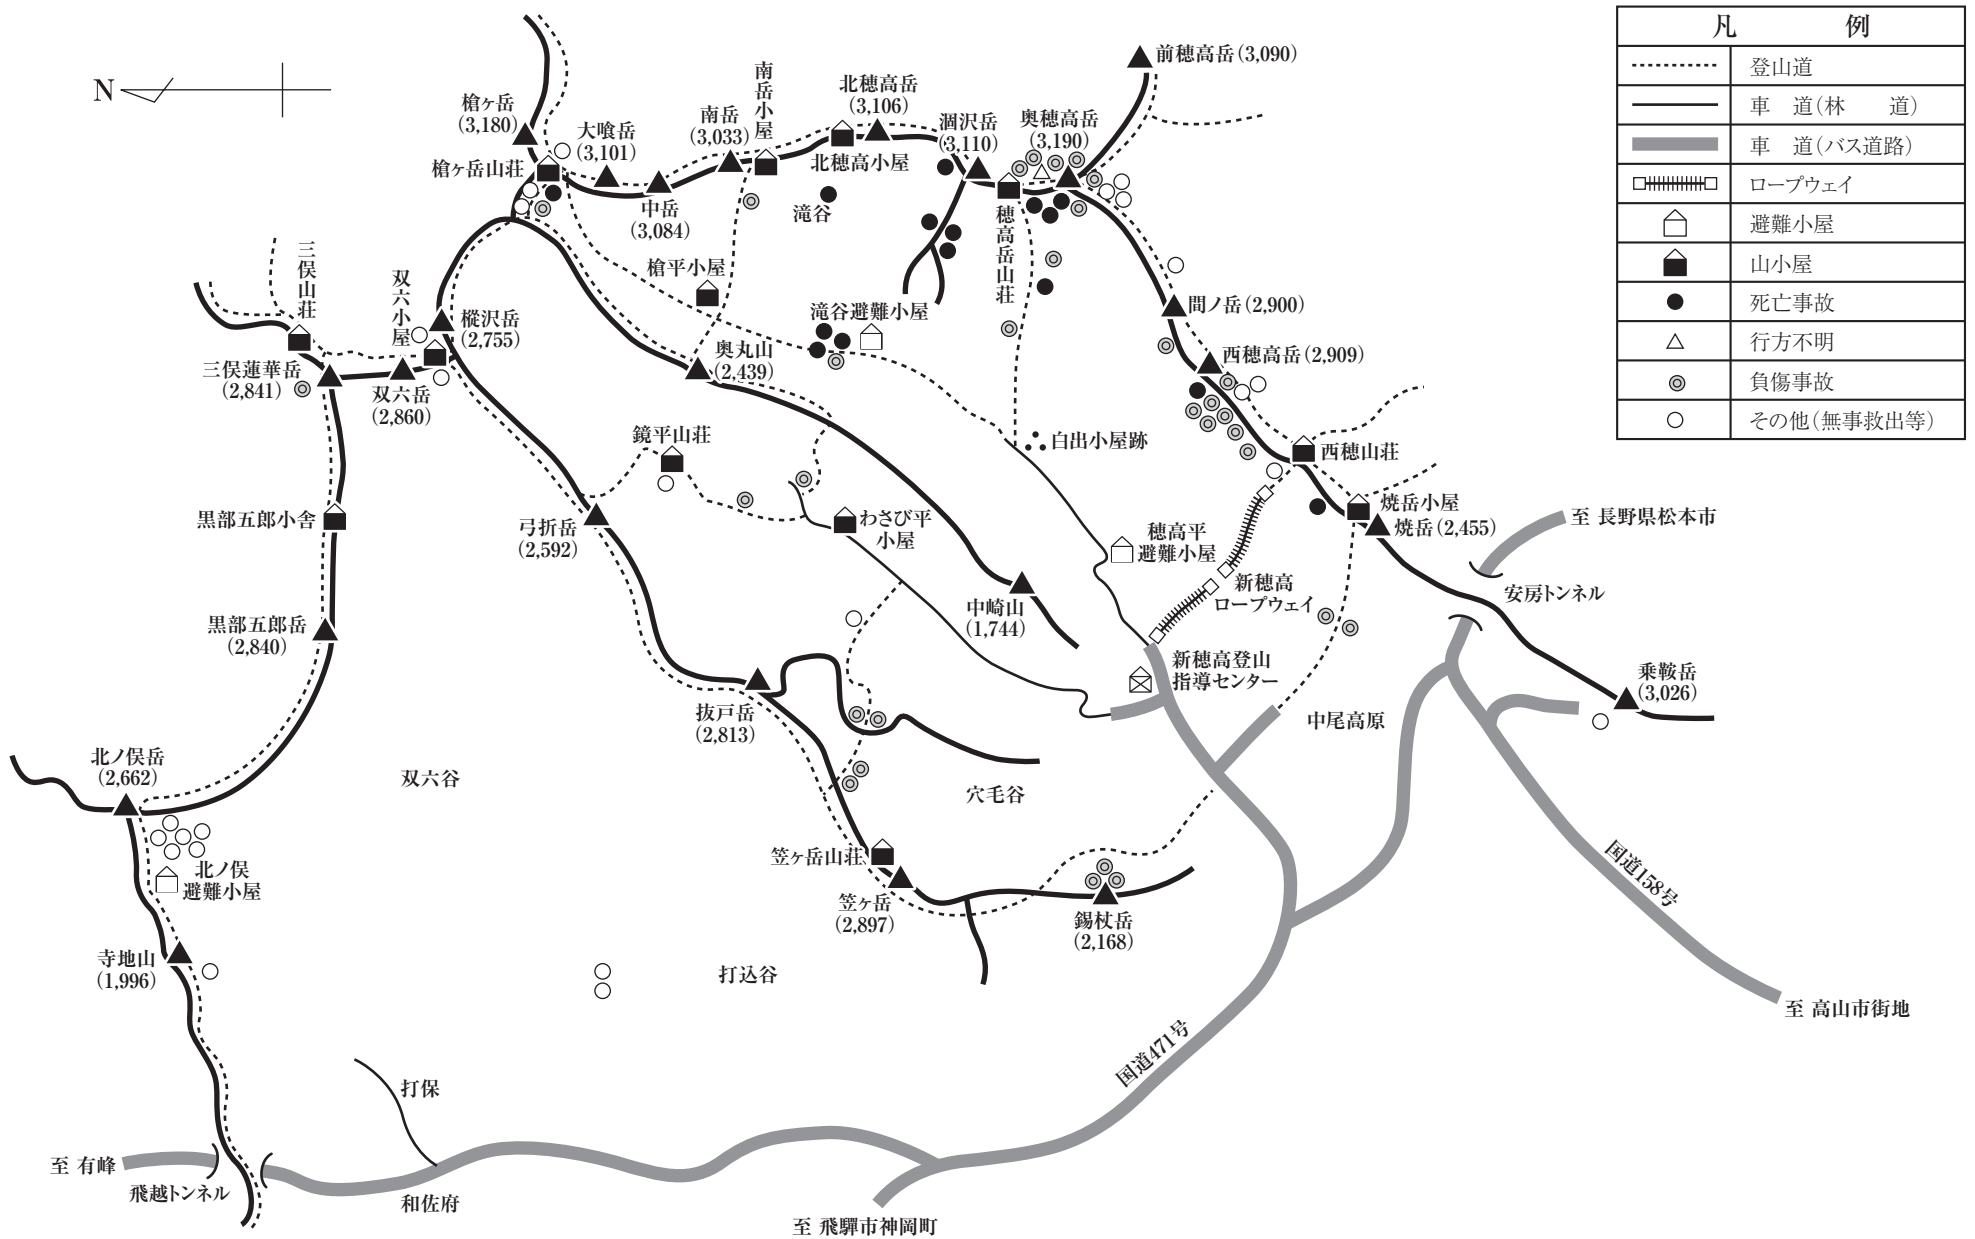 N
凡 例
登山道
車 道（林 道）
車 道（バス道路）
ロープウェイ
避難小屋
山小屋
死亡事故
行方不明
負傷事故
その他（無事救出等）
前穂高岳（3,090）
槍ヶ岳
（3,180）
大喰岳
（3,101）
槍ヶ岳山荘
中岳
（3,084）
南岳
（3,033）
南岳小屋
北穂高岳
（3,106）
北穂高小屋
涸沢岳
（3,110）
奥穂高岳
（3,190）
穂高岳山荘
滝谷
槍平小屋
滝谷避難小屋
間ノ岳（2,900）
西穂高岳（2,909）
西穂山荘
焼岳小屋
焼岳（2,455）
至 長野県松本市
安房トンネル
乗鞍岳
（3,026）
三俣山荘
双六小屋
樅沢岳
（2,755）
三俣蓮華岳
（2,841）
双六岳
（2,860）
奥丸山
（2,439）
鏡平山荘
白出小屋跡
わさび平
小屋
穂高平
避難小屋
新穂高
ロープウェイ
黒部五郎小舎
弓折岳
（2,592）
中崎山
（1,744）
新穂高登山
指導センター
中尾高原
黒部五郎岳
（2,840）
抜戸岳
（2,813）
北ノ俣岳
（2,662）
双六谷
穴毛谷
北ノ俣
避難小屋
笠ヶ岳山荘
笠ヶ岳
（2,897）
錫杖岳
（2,168）
国道158号
寺地山
（1,996）
打込谷
至 高山市街地
国道471号
打保
至 有峰
飛越トンネル
和佐府
至 飛驒市神岡町